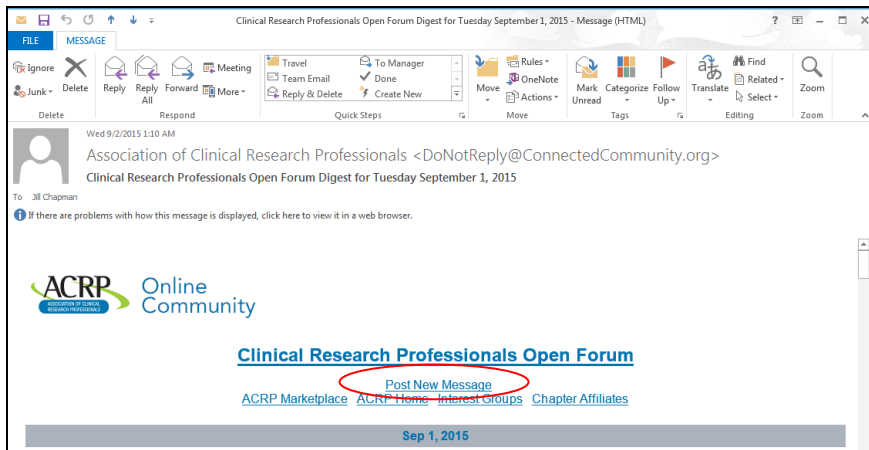 Clinical Research Professionals Open Forum Digest for Tuesday September 1, 2015 - Message (HTML)
FILE MESSAGE
Ignore
Junk
Delete
Reply
Reply All
Forward
Meeting
More
Travel
Team Email
Reply & Delete
To Manager
Done
Create New
Move
Rules
OneNote
Actions
Mark Unread
Categorize
Follow Up
Translate
Find
Related
Select
Zoom
Delete Respond Quick Steps Move Tags Editing Zoom
Wed 9/2/2015 1:10 AM
Association of Clinical Research Professionals <DoNotReply@ConnectedCommunity.org>
Clinical Research Professionals Open Forum Digest for Tuesday September 1, 2015
To Jill Chapman
If there are problems with how this message is displayed, click here to view it in a web browser.
ACRP
ASSOCIATION OF CLINICAL
RESEARCH PROFESSIONALS
Online
Community
Clinical Research Professionals Open Forum
Post New Message
ACRP Marketplace ACRP Home Interest Groups Chapter Affiliates
Sep 1, 2015